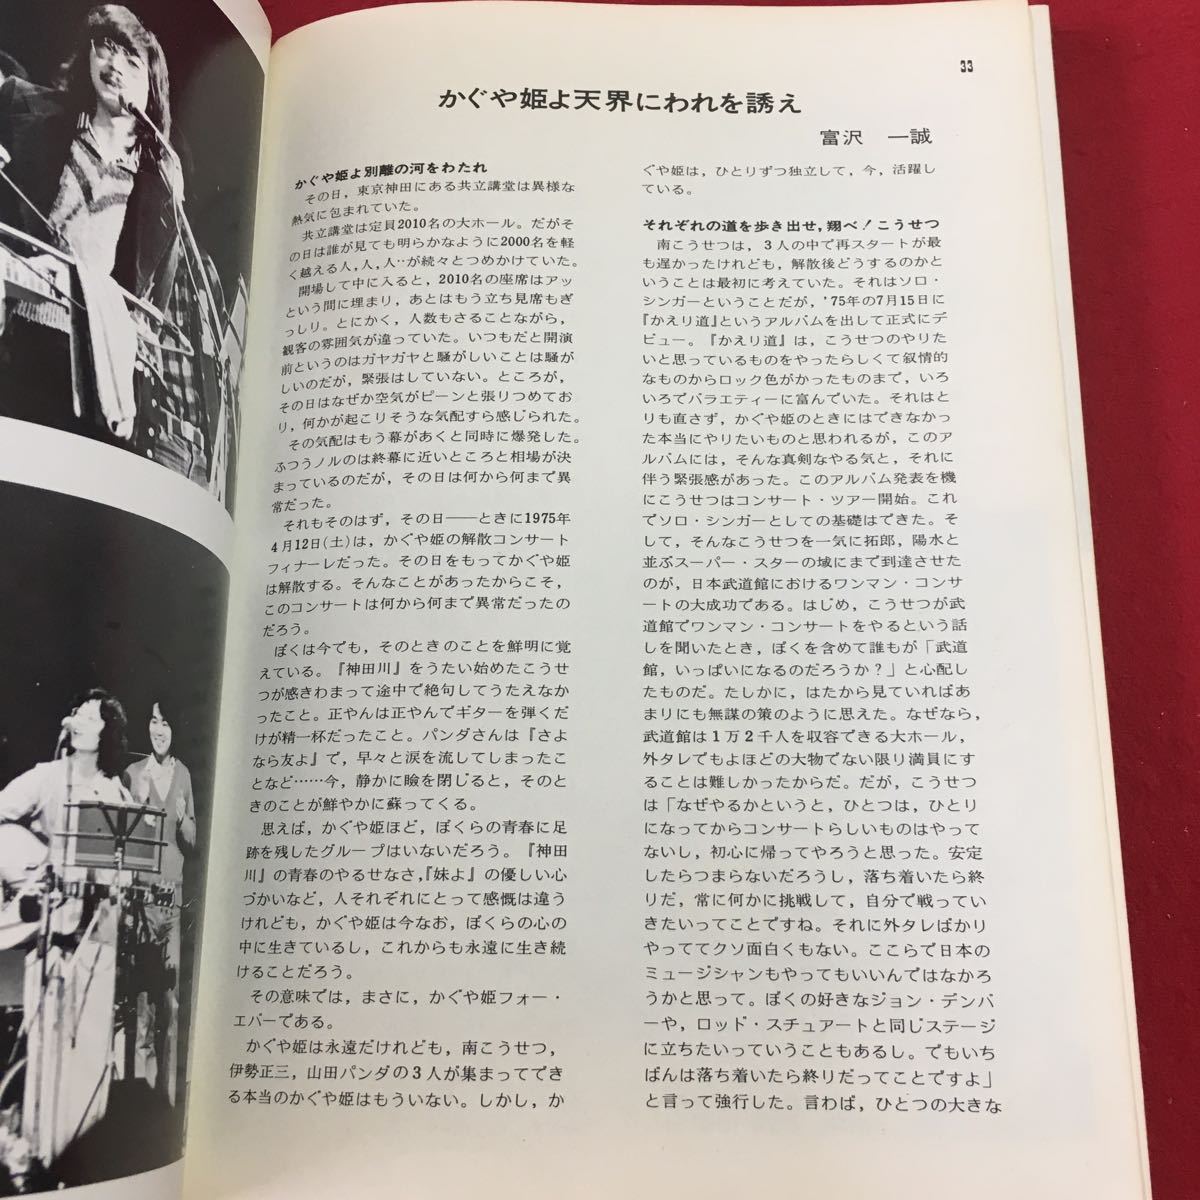 33
かぐや姫よ天界にわれを誘え
富沢　一誠
かぐや姫よ別離の河をわたれ
その日，東京神田にある共立講堂は異様な
熱気に包まれていた。
共立講堂は定員2010名の大ホール。だがそ
の日は誰が見ても明らかなように2000名を軽
く越える人，人，人‥が続々とつめかけていた。
開場して中に入ると，2010名の座席はアッ
という間に埋まり，あとはもう立ち見席もぎ
っしり。とにかく，人数もさることながら，
観客の雰囲気が違っていた。いつもだと開演
前というのはガヤガヤと騒がしいことは騒が
しいのだが，緊張はしていない。ところが，
その日はなぜか空気がピーンと張りつめてお
り，何かが起こりそうな気配すら感じられた。
その気配はもう幕があくと同時に爆発した。
ふつうノルのは終幕に近いところと相場が決
まっているのだが，その日は何から何まで異
常だった。
それもそのはず，その日――ときに1975年
4月12日(土)は，かぐや姫の解散コンサート
フィナーレだった。その日をもってかぐや姫
は解散する。そんなことがあったからこそ，
このコンサートは何から何まで異常だったの
だろう。
ぼくは今でも，そのときのことを鮮明に覚
えている。『神田川』をうたい始めたこうせ
つが感きわまって途中で絶句してうたえなか
ったこと。正やんは正やんでギターを弾くだ
けが精一杯だったこと。パンダさんは『さよ
なら友よ』で，早々と涙を流してしまったこ
となど……今，静かに瞼を閉じると，そのと
きのことが鮮やかに蘇ってくる。
思えば，かぐや姫ほど，ぼくらの青春に足
跡を残したグループはいないだろう。『神田
川』の青春のやるせなさ，『妹よ』の優しい心
づかいなど，人それぞれにとって感慨は違う
けれども，かぐや姫は今なお，ぼくらの心の
中に生きているし，これからも永遠に生き続
けることだろう。
その意味では，まさに，かぐや姫フォー・
エバーである。
かぐや姫は永遠だけれども，南こうせつ，
伊勢正三，山田パンダの3人が集まってでき
る本当のかぐや姫はもういない。しかし，か
ぐや姫は，ひとりずつ独立して，今，活躍し
ている。
それぞれの道を歩き出せ，翔べ！こうせつ
南こうせつは，3人の中で再スタートが最
も遅かったけれども，解散後どうするのかと
いうことは最初に考えていた。それはソロ・
シンガーということだが，'75年の7月15日に
『かえり道』というアルバムを出して正式にデ
ビュー。『かえり道』は，こうせつのやりた
いと思っているものをやったらしくて叙情的
なものからロック色がかったものまで，いろ
いろでバラエティーに富んでいた。それはと
りも直さず，かぐや姫のときにはできなかっ
た本当にやりたいものと思われるが，このア
ルバムには，そんな真剣なやる気と，それに
伴う緊張感があった。このアルバム発表を機
にこうせつはコンサート・ツアー開始。これ
でソロ・シンガーとしての基礎はできた。そ
して，そんなこうせつを一気に拓郎，陽水と
並ぶスーパー・スターの域にまで到達させた
のが，日本武道館におけるワンマン・コンサ
ートの大成功である。はじめ，こうせつが武
道館でワンマン・コンサートをやるという話
しを聞いたとき，ぼくを含めて誰もが「武道
館，いっぱいになるのだろうか？」と心配し
たものだ。たしかに，はたから見ていればあ
まりにも無謀の策のように思えた。なぜなら，
武道館は1万2千人を収容できる大ホール，
外タレでもよほどの大物でない限り満員にす
ることは難しかったからだ。だが，こうせつ
は「なぜやるかというと，ひとつは，ひとり
になってからコンサートらしいものはやって
ないし，初心に帰ってやろうと思った。安定
したらつまらないだろうし，落ち着いたら終
りだ，常に何かに挑戦して，自分で戦ってい
きたいってことですね。それに外タレばかり
やっててクソ面白くもない。ここらで日本の
ミュージシャンもやってもいいんではなかろ
うかと思って。ぼくの好きなジョン・デンバ
ーや，ロッド・スチュアートと同じステージ
に立ちたいっていうこともあるし。でもいち
ばんは落ち着いたら終りだってことですよ」
と言って強行した。言わば，ひとつの大きな